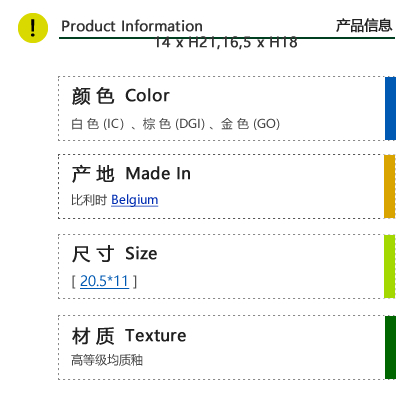 ! Product Information 产品信息
14 x H21,16,5 x H18
颜色 Color
白色(IC)、棕色(DGI)、金色(GO)
产地 Made In
比利时 Belgium
尺寸 Size
[ 20.5*11 ]
材质 Texture
高等级均质釉